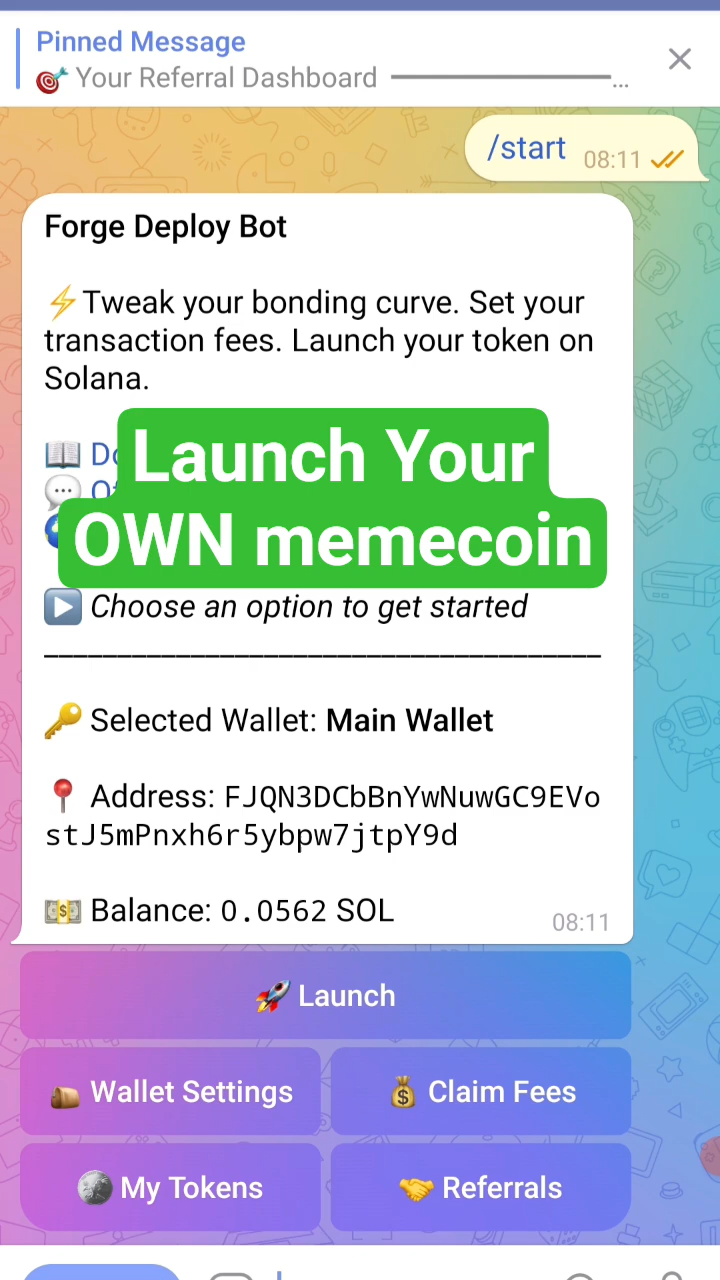 Pinned Message
Your Referral Dashboard ────────...
/start 08:11
Forge Deploy Bot
Tweak your bonding curve. Set your
transaction fees. Launch your token on
Solana.
Launch Your
OWN memecoin
Choose an option to get started
Selected Wallet: Main Wallet
Address: FJQN3DCbBnYwNuwGC9EVo
stJ5mPnxh6r5ybpw7jtpY9d
Balance: 0.0562 SOL
08:11
Launch
Wallet Settings
Claim Fees
My Tokens
Referrals